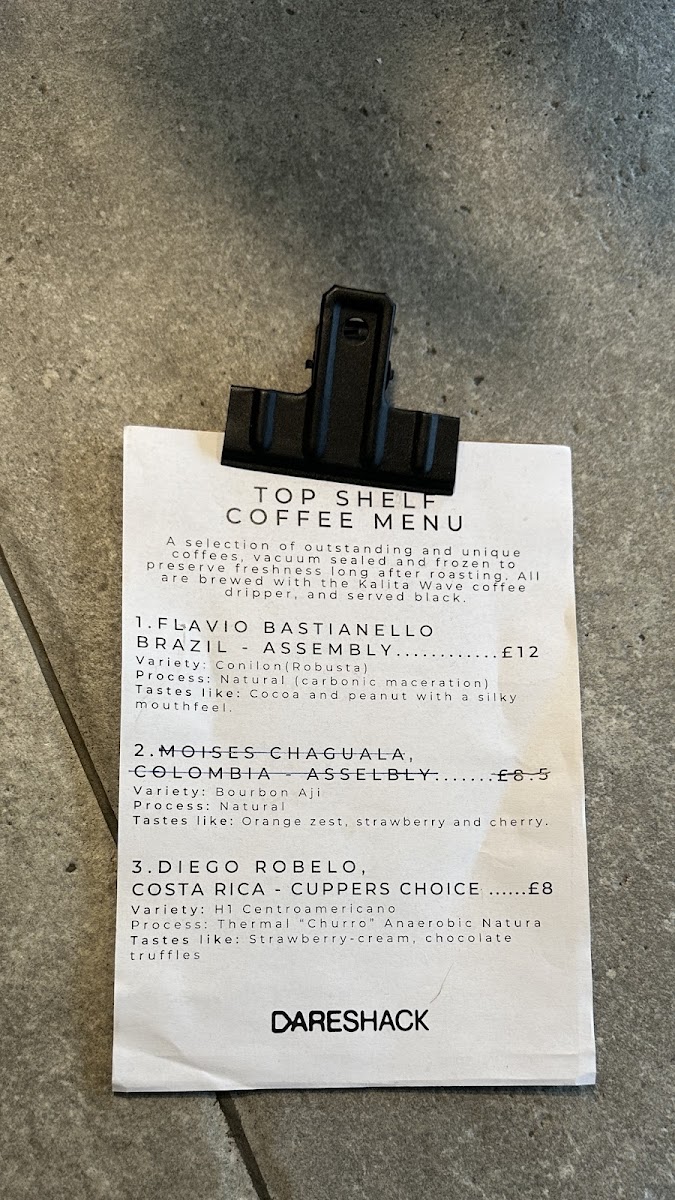 TOP SHELF
COFFEE MENU
A selection of outstanding and unique
coffees, vacuum sealed and frozen to
preserve freshness long after roasting. All
are brewed with the Kalita Wave coffee
dripper, and served black.
1.FLAVIO BASTIANELLO
BRAZIL - ASSEMBLY............£12
Variety: Conilon(Robusta)
Process: Natural (carbonic maceration)
Tastes like: Cocoa and peanut with a silky
mouthfeel.
2.MOISES CHAGUALA,
COLOMBIA - ASSELBLY.......£8.5
Variety: Bourbon Aji
Process: Natural
Tastes like: Orange zest, strawberry and cherry.
3.DIEGO ROBELO,
COSTA RICA - CUPPERS CHOICE ......£8
Variety: H1 Centroamericano
Process: Thermal "Churro" Anaerobic Natura
Tastes like: Strawberry-cream, chocolate
truffles
DARESHACK